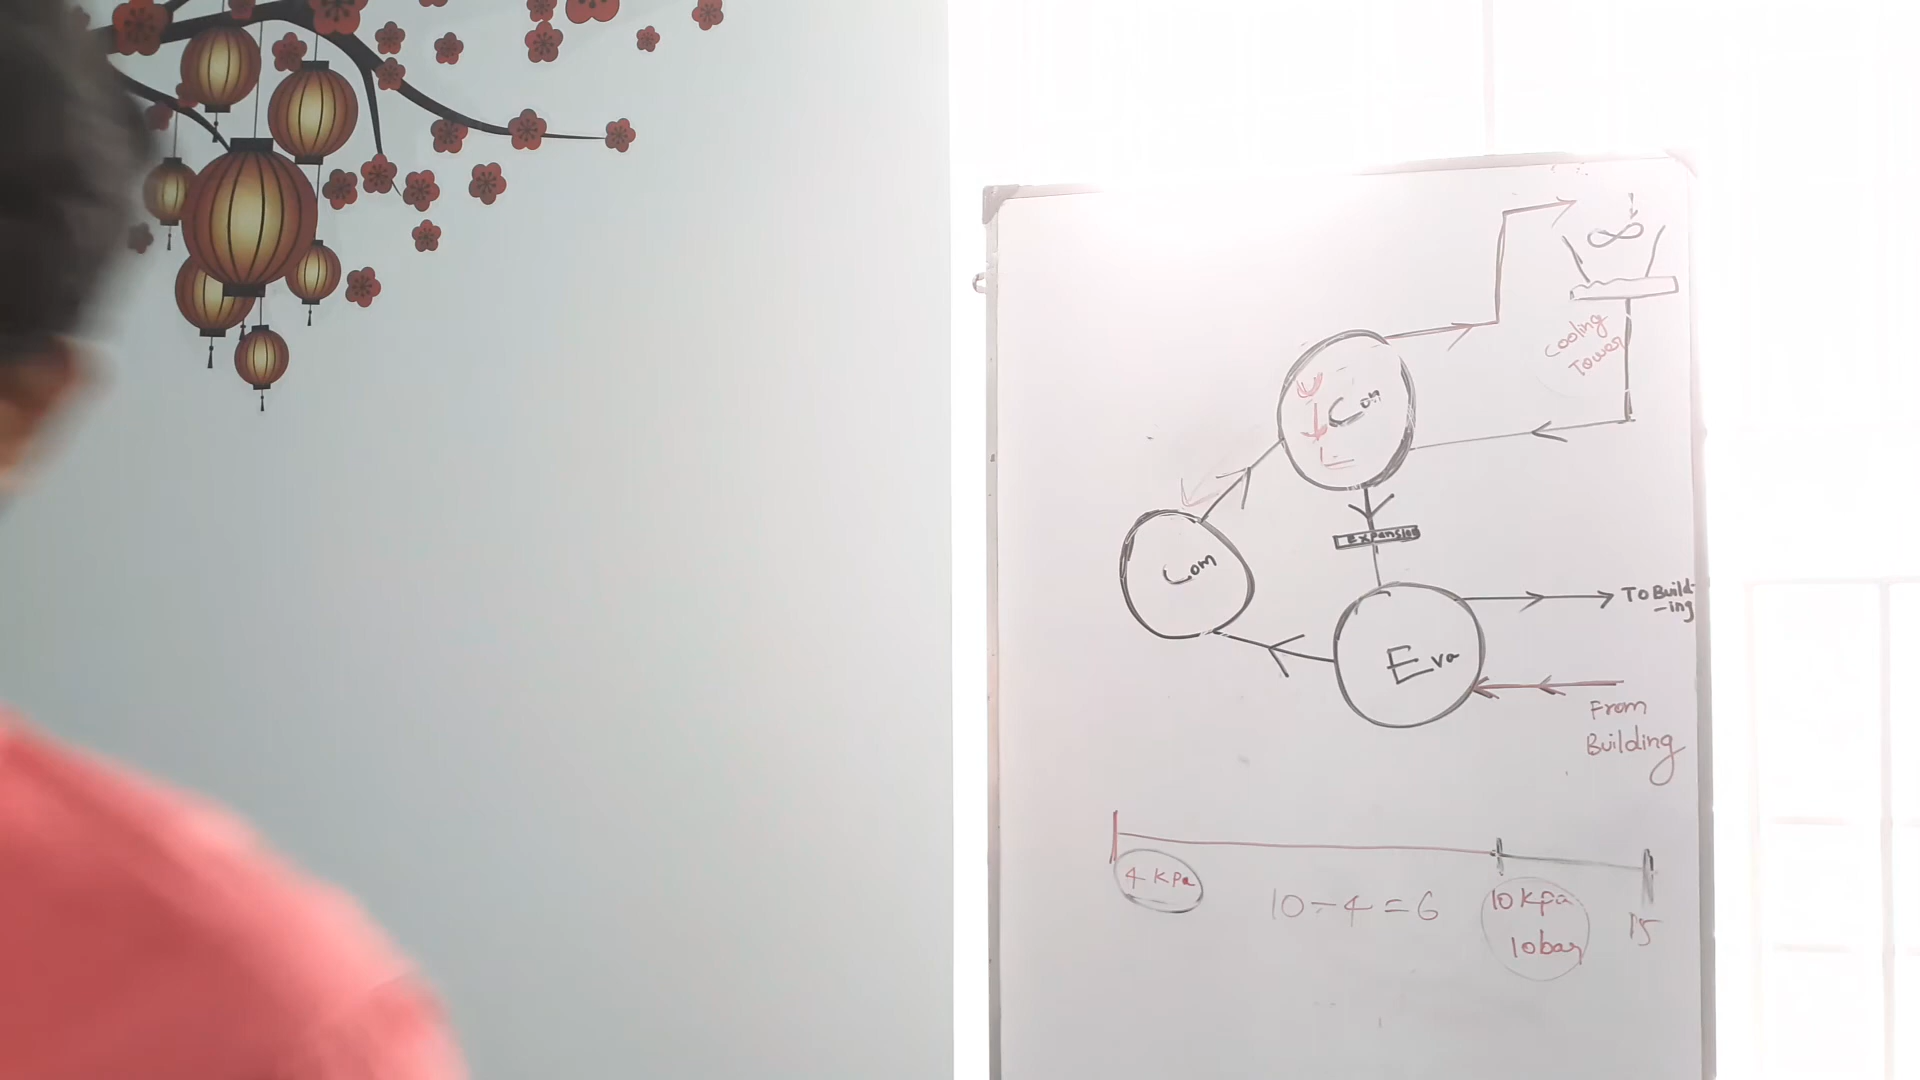 Cooling
Tower
Con
L
Expansion
Com
To Build-
-ing
Eva
From
Building
4 Kpa
10 - 4 = 6
10 Kpa
10 bar
15